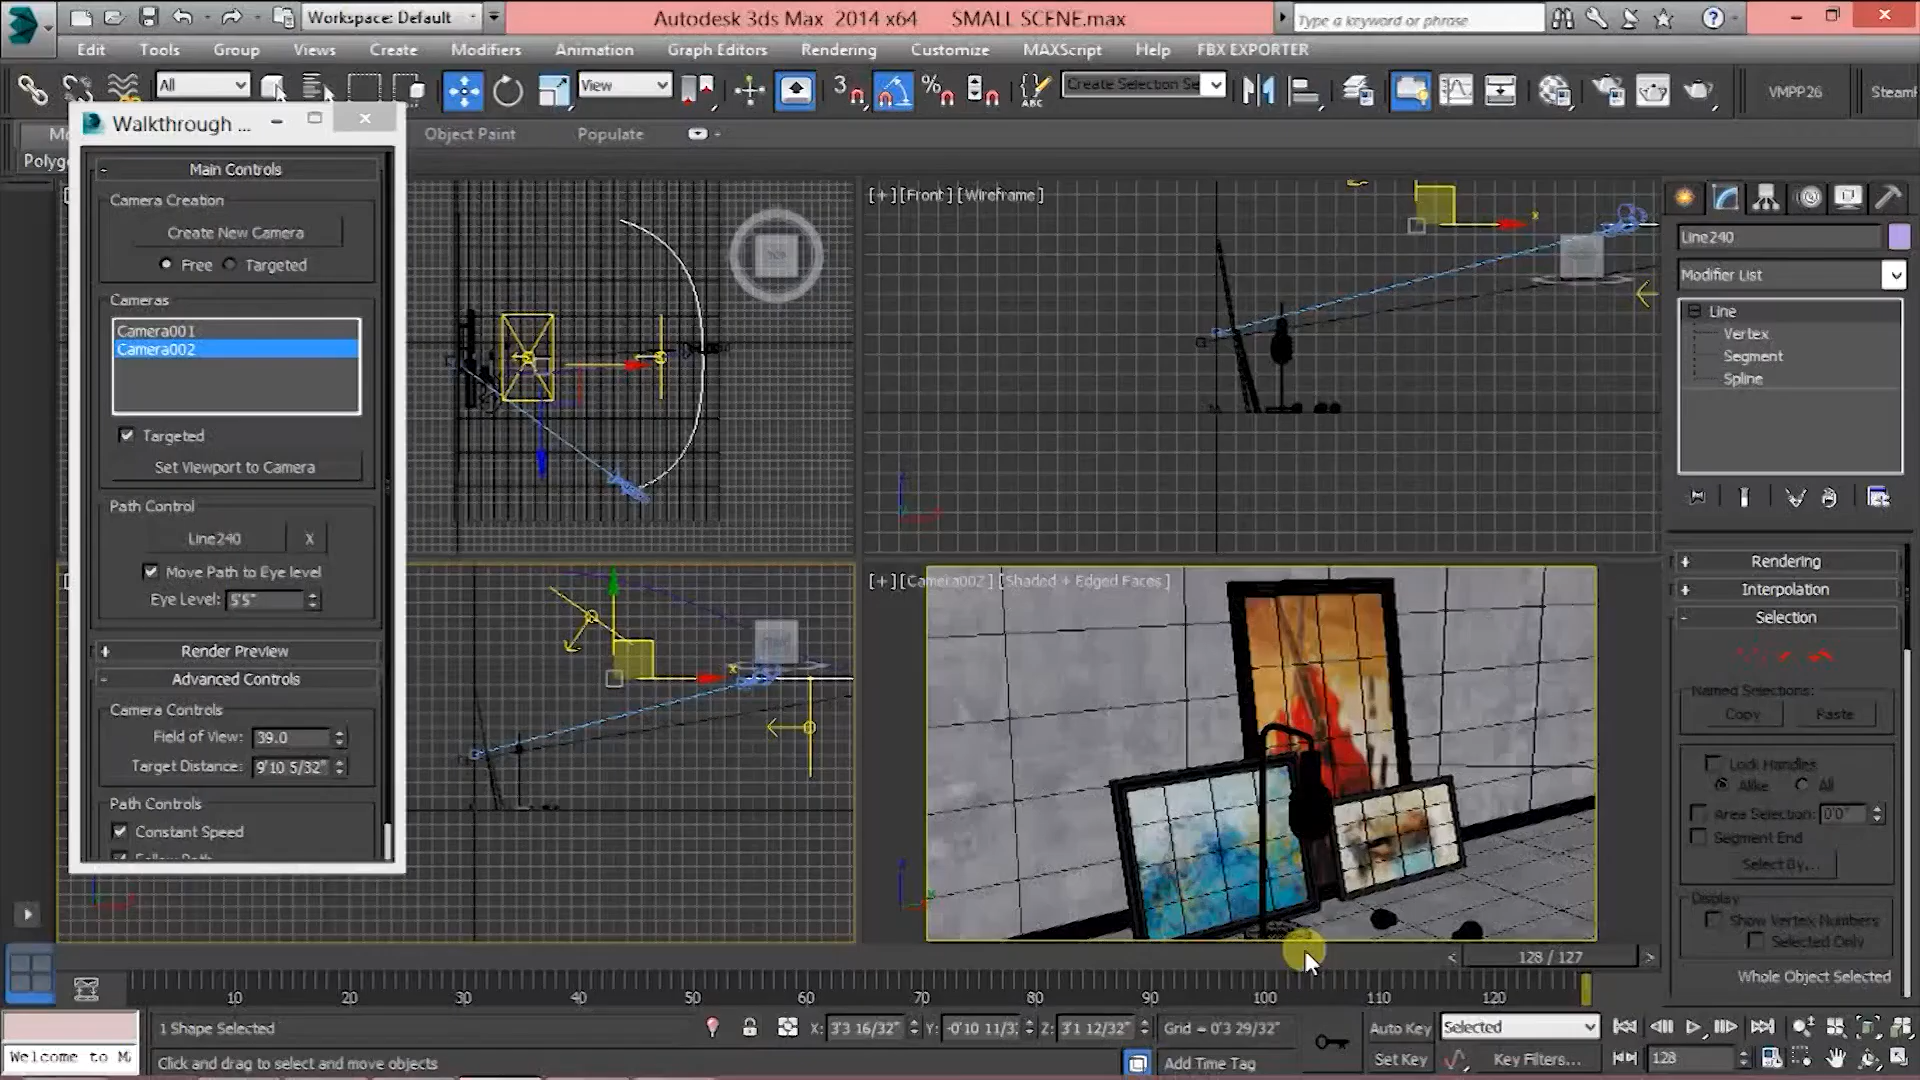 Workspace: Default
Autodesk 3ds Max 2014 x64 SMALL SCENE.max
Type a keyword or phrase
Edit Tools Group Views Create Modifiers Animation Graph Editors Rendering Customize MAXScript Help FBX EXPORTER
All
View
3
%
ABC
Create Selection Se
VMPP26
Steam
Walkthrough ...
Object Paint
Populate
Polyg
- Main Controls
Camera Creation
Create New Camera
Free
Targeted
Cameras
Camera001
Camera002
Targeted
Set Viewport to Camera
Path Control
Line240
X
Move Path to Eye level
Eye Level: 5'5"
+ Render Preview
- Advanced Controls
Camera Controls
Field of View: 39.0
Target Distance: 9'10 5/32"
Path Controls
Constant Speed
[+][Front][Wireframe]
[+][Camera002][Shaded + Edged Faces]
Line240
Modifier List
Line
Vertex
Segment
Spline
+ Rendering
+ Interpolation
- Selection
Named Selections:
Copy
Paste
Lock Handles
Alike
All
Area Selection: 0'0"
Segment End
Select By...
Display
Show Vertex Numbers
Selected Only
Whole Object Selected
< 128 / 127 >
10 20 30 40 50 60 70 80 90 100 110 120
1 Shape Selected
X: 3'3 16/32"
Y: -0'10 11/3
Z: 3'1 12/32"
Grid = 0'3 29/32"
Auto Key
Selected
Welcome to M
Click and drag to select and move objects
Add Time Tag
Set Key
Key Filters...
128